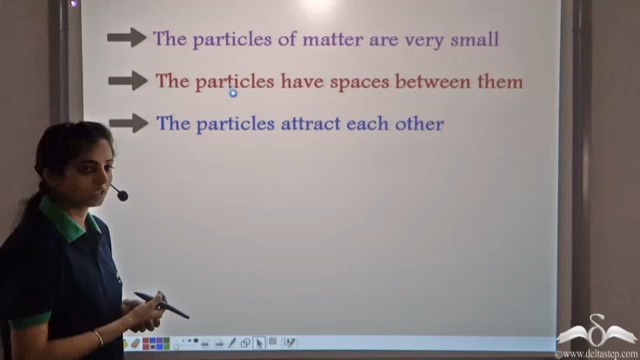 The particles of matter are very small
The particles have spaces between them
The particles attract each other
©www.deltastep.com